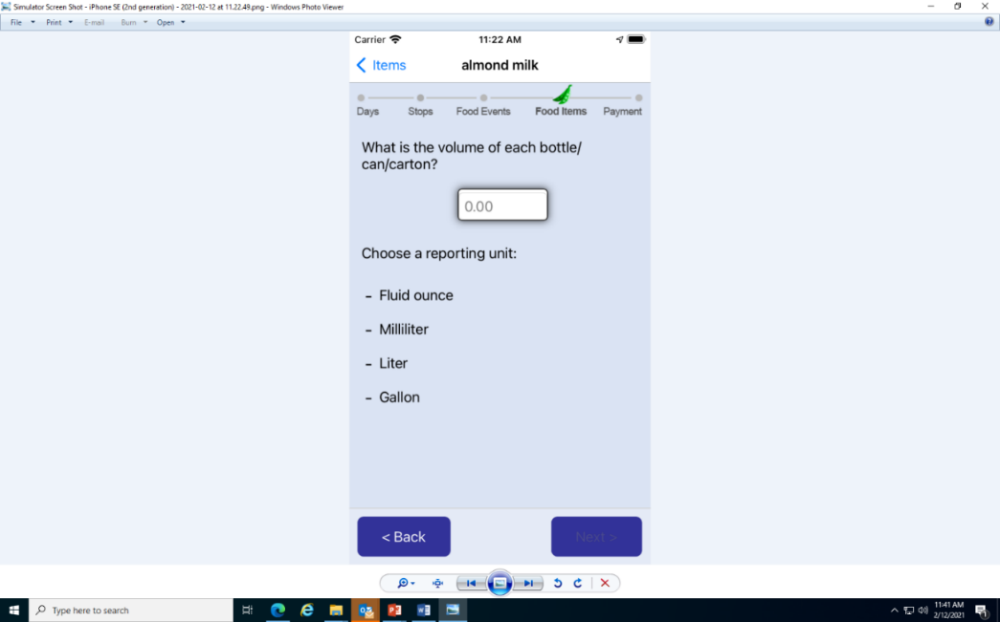 Simulator Screen Shot - iPhone SE (2nd generation) - 2021-02-12 at 11.22.49.png - Windows Photo Viewer
File Print E-mail Burn Open
Carrier 11:22 AM
Items almond milk
Days Stops Food Events Food Items Payment
What is the volume of each bottle/
can/carton?
0.00
Choose a reporting unit:
- Fluid ounce
- Milliliter
- Liter
- Gallon
< Back Next >
Type here to search
11:41 AM
2/12/2021